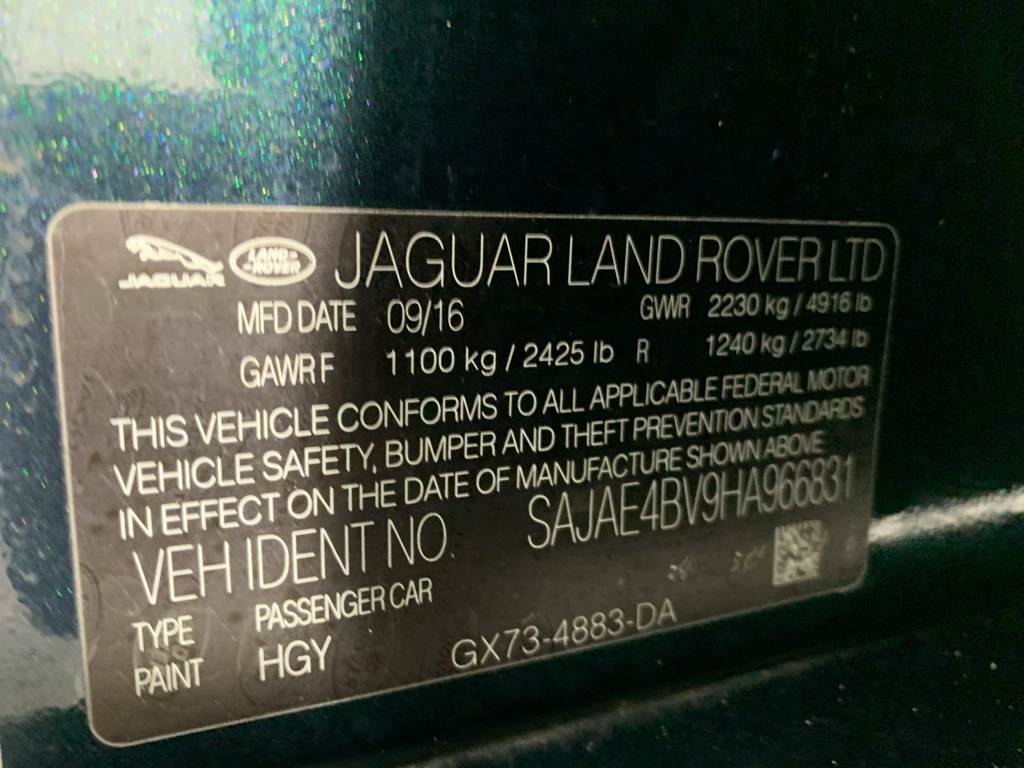 JAGUAR LAND ROVER JAGUAR LAND ROVER LTD
MFD DATE 09/16 GVWR 2230 kg / 4916 lb
GAWR F 1100 kg / 2425 lb R 1240 kg / 2734 lb
THIS VEHICLE CONFORMS TO ALL APPLICABLE FEDERAL MOTOR
VEHICLE SAFETY, BUMPER AND THEFT PREVENTION STANDARDS
IN EFFECT ON THE DATE OF MANUFACTURE SHOWN ABOVE
VEH IDENT NO. SAJAE4BV9HA966831
TYPE PASSENGER CAR
PAINT HGY GX73-4883-DA